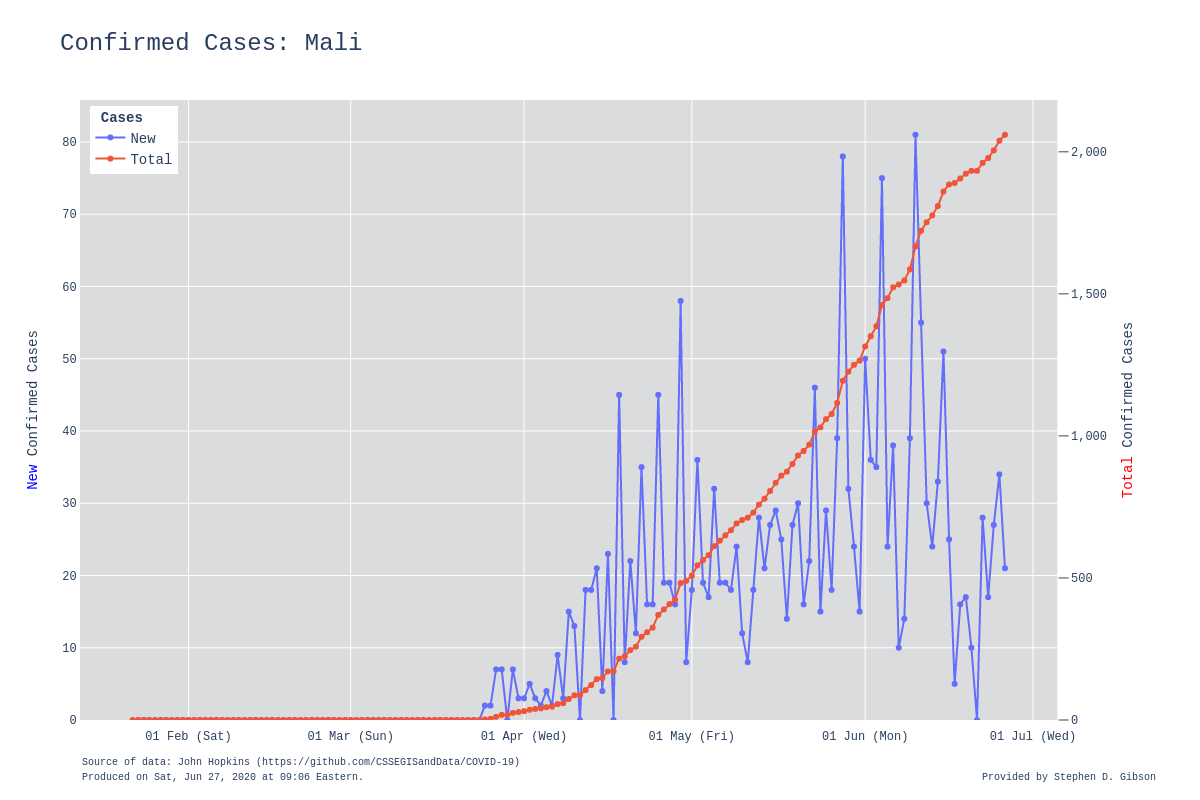 Confirmed Cases: Mali
Cases
New
Total
80
70
60
50
40
30
20
10
0
2,000
1,500
1,000
500
0
New Confirmed Cases
Total Confirmed Cases
01 Feb (Sat)
01 Mar (Sun)
01 Apr (Wed)
01 May (Fri)
01 Jun (Mon)
01 Jul (Wed)
Source of data: John Hopkins (https://github.com/CSSEGISandData/COVID-19)
Produced on Sat, Jun 27, 2020 at 09:06 Eastern.
Provided by Stephen D. Gibson